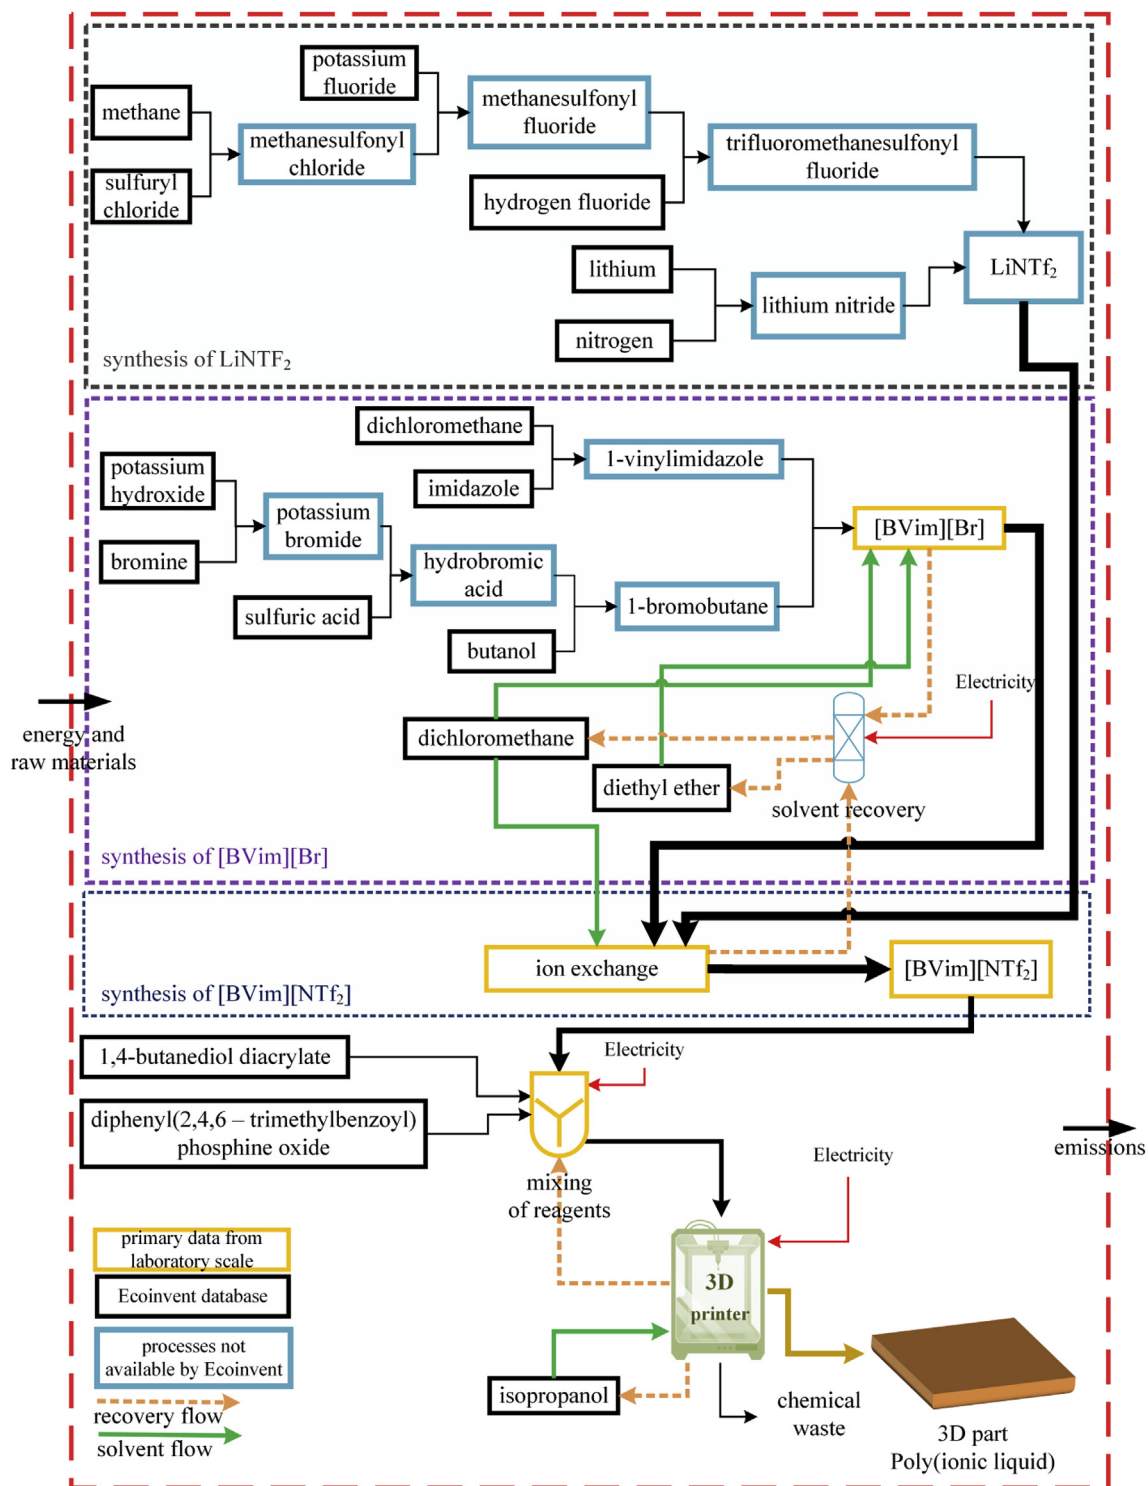 potassium
fluoride
methane
methanesulfonyl
fluoride
methanesulfonyl
chloride
trifluoromethanesulfonyl
fluoride
sulfuryl
chloride
hydrogen fluoride
lithium
LiNTf2
lithium nitride
nitrogen
synthesis of LiNTF2
dichloromethane
potassium
hydroxide
1-vinylimidazole
imidazole
potassium
bromide
[BVim][Br]
bromine
hydrobromic
acid
sulfuric acid
1-bromobutane
butanol
Electricity
energy and
raw materials
dichloromethane
diethyl ether
solvent recovery
synthesis of [BVim][Br]
ion exchange
[BVim][NTf2]
synthesis of [BVim][NTf2]
1,4-butanediol diacrylate
Electricity
diphenyl(2,4,6 – trimethylbenzoyl)
phosphine oxide
emissions
Electricity
mixing
of reagents
primary data from
laboratory scale
3D
printer
Ecoinvent database
processes not
available by Ecoinvent
isopropanol
chemical
waste
recovery flow
solvent flow
3D part
Poly(ionic liquid)